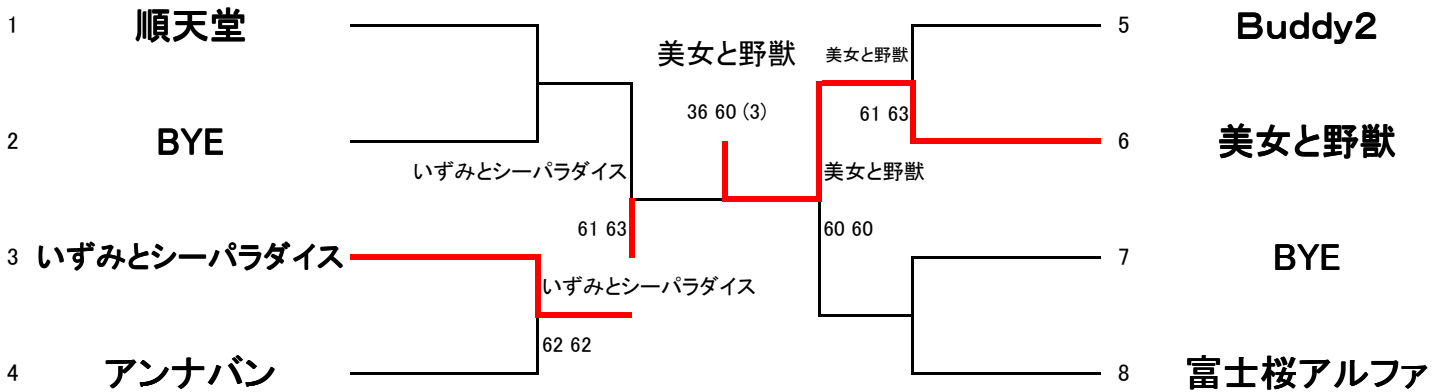 1 順天堂
2 BYE
3 いずみとシーパラダイス
4 アンナバン
いずみとシーパラダイス
61 63
いずみとシーパラダイス
62 62
美女と野獣
36 60 (3)
美女と野獣
61 63
美女と野獣
60 60
5 Buddy2
6 美女と野獣
7 BYE
8 富士桜アルファ